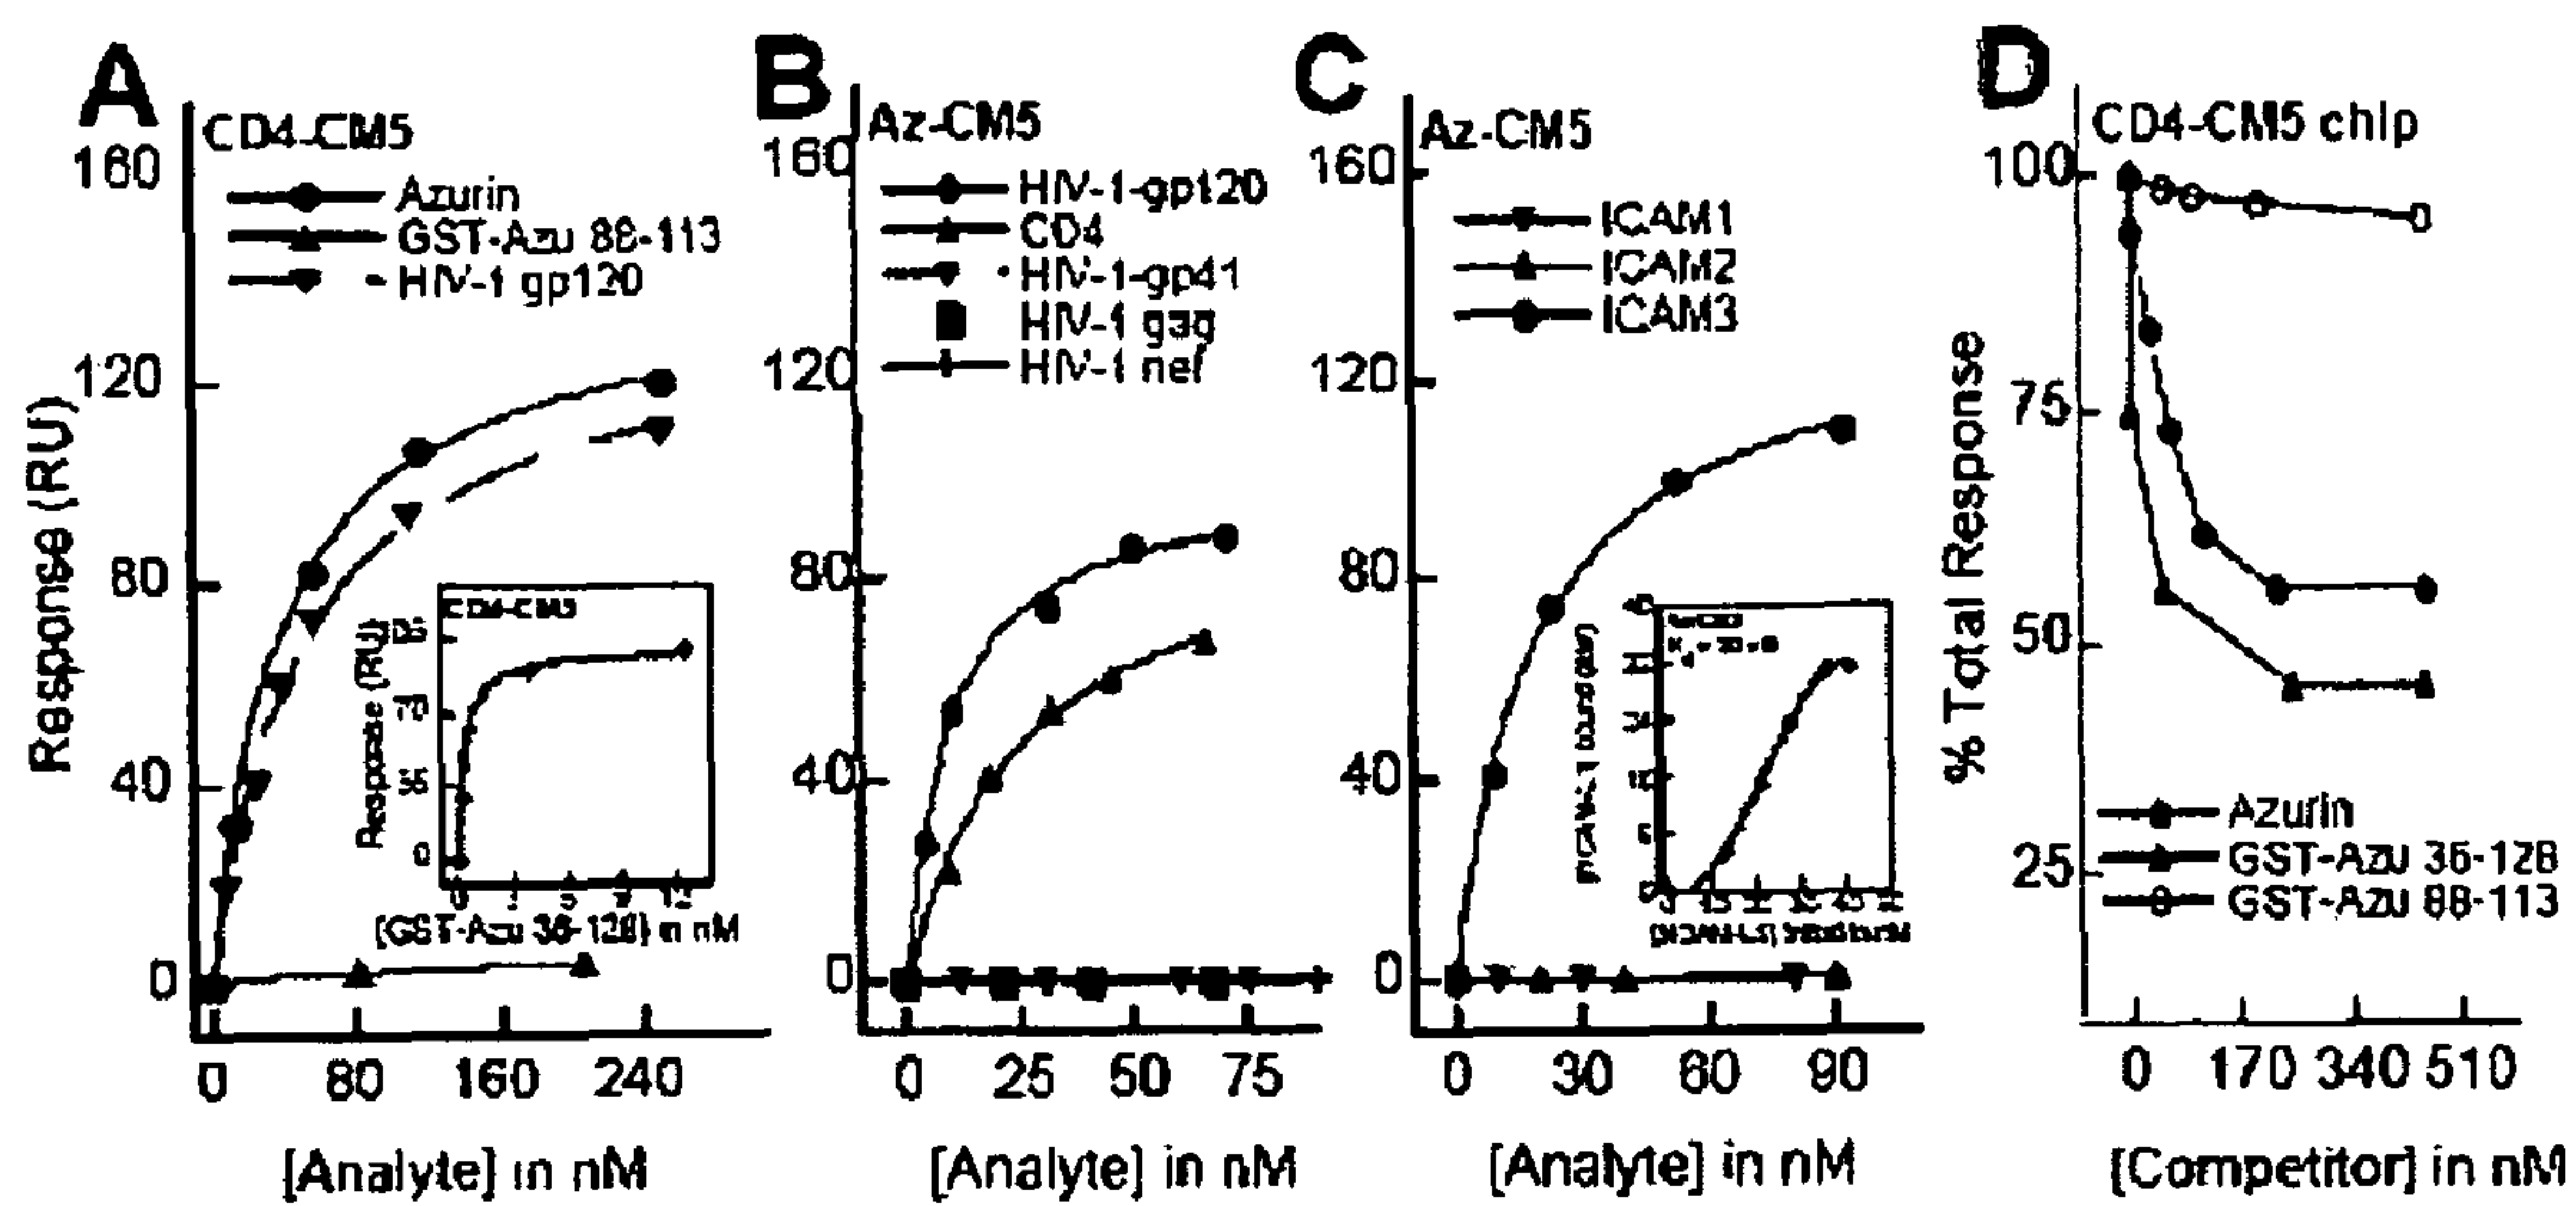 A
CD4-CM5
Azurin
GST-Azu 88-113
HIV-1 gp120
Response (RU)
160
120
80
40
0
0 80 160 240
[Analyte] in nM
CD4-CM5
Response (RU)
70
35
0
[GST-Azu 36-128] in nM
B
Az-CM5
HIV-1-gp120
CD4
HIV-1-gp41
HIV-1 gag
HIV-1 nef
160
120
80
40
0
0 25 50 75
[Analyte] in nM
C
Az-CM5
ICAM1
ICAM2
ICAM3
160
120
80
40
0
0 30 60 90
[Analyte] in nM
D
CD4-CM5 chip
% Total Response
100
75
50
25
Azurin
GST-Azu 36-128
GST-Azu 88-113
0 170 340 510
[Competitor] in nM